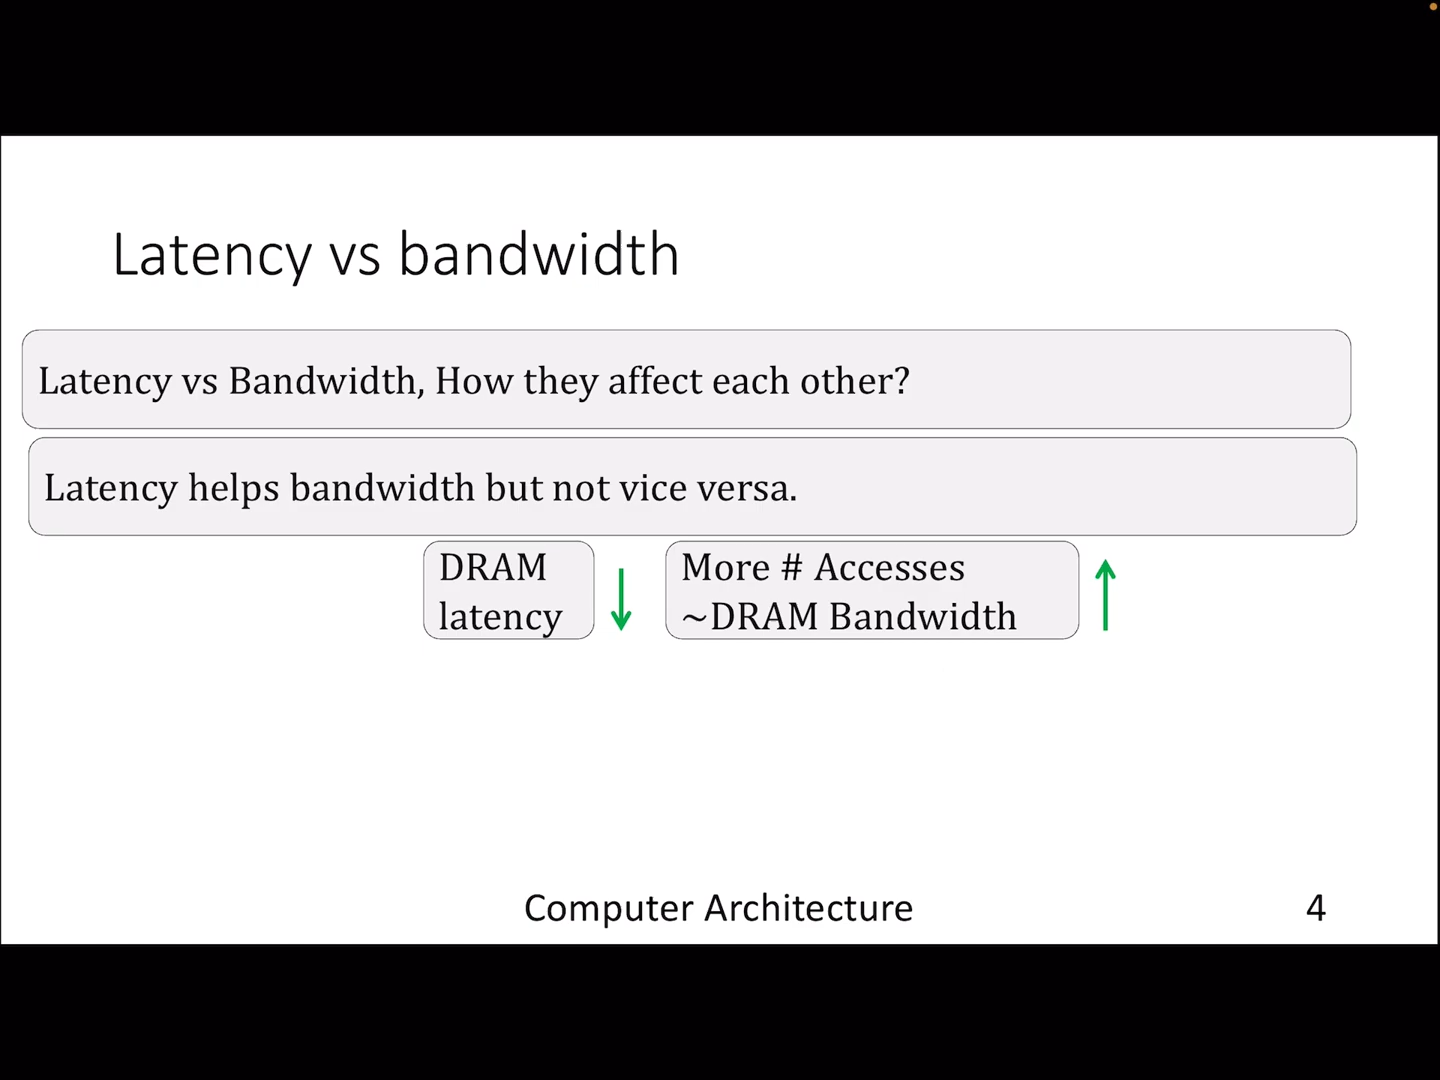 Latency vs bandwidth
Latency vs Bandwidth, How they affect each other?
Latency helps bandwidth but not vice versa.
DRAM
latency
More # Accesses
~DRAM Bandwidth
Computer Architecture
4